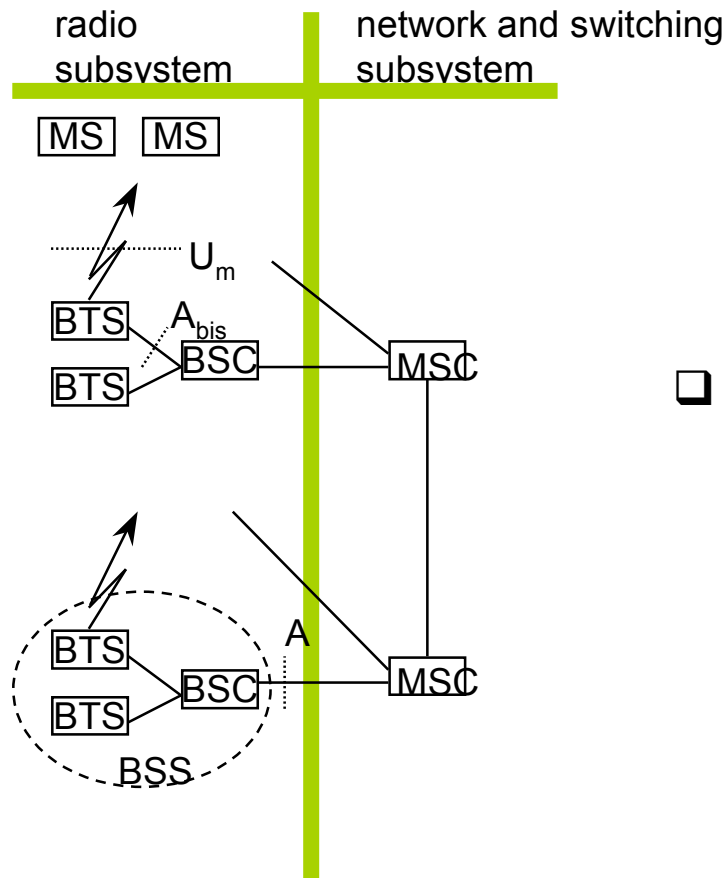 radio
subsystem
network and switching
subsystem
MS MS
Um
BTS Abis
BSC MSC
BTS
BTS A
BSC MSC
BTS
BSS